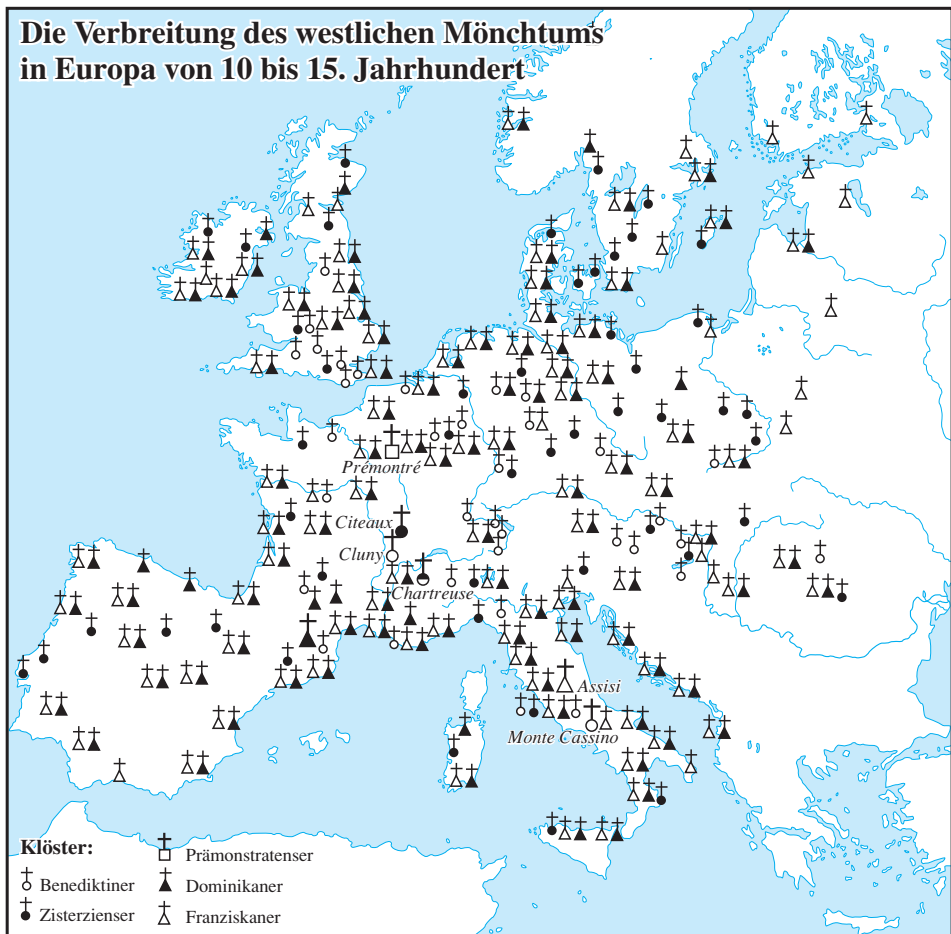 Die Verbreitung des westlichen Mönchtums
in Europa von 10 bis 15. Jahrhundert
Prémontré
Citeaux
Cluny
Chartreuse
Assisi
Monte Cassino
Klöster:
Prämonstratenser
Benediktiner
Dominikaner
Zisterzienser
Franziskaner